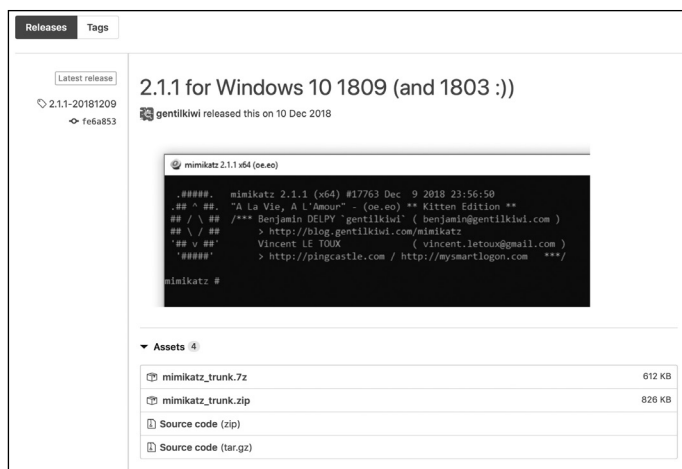 Releases Tags
Latest release
2.1.1-20181209
fe6a853
2.1.1 for Windows 10 1809 (and 1803 :))
gentilkiwi released this on 10 Dec 2018
mimikatz 2.1.1 x64 (oe.eo)
.#####.   mimikatz 2.1.1 (x64) #17763 Dec  9 2018 23:56:50
.## ^ ##.  "A La Vie, A L'Amour" - (oe.eo) ** Kitten Edition **
## / \ ##  /*** Benjamin DELPY `gentilkiwi` ( benjamin@gentilkiwi.com )
## \ / ##       > http://blog.gentilkiwi.com/mimikatz
'## v ##'       Vincent LE TOUX             ( vincent.letoux@gmail.com )
'#####'        > http://pingcastle.com / http://mysmartlogon.com   ***/
mimikatz #
Assets 4
mimikatz_trunk.7z 612 KB
mimikatz_trunk.zip 826 KB
Source code (zip)
Source code (tar.gz)